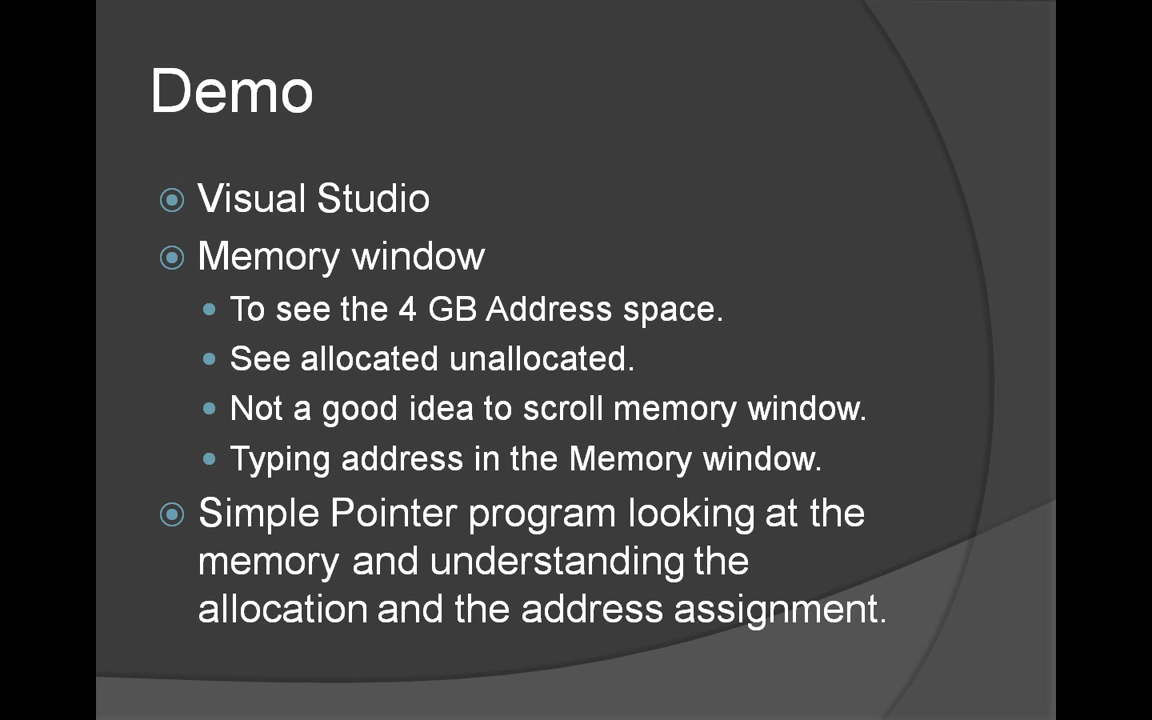 Demo
Visual Studio
Memory window
To see the 4 GB Address space.
See allocated unallocated.
Not a good idea to scroll memory window.
Typing address in the Memory window.
Simple Pointer program looking at the
memory and understanding the
allocation and the address assignment.